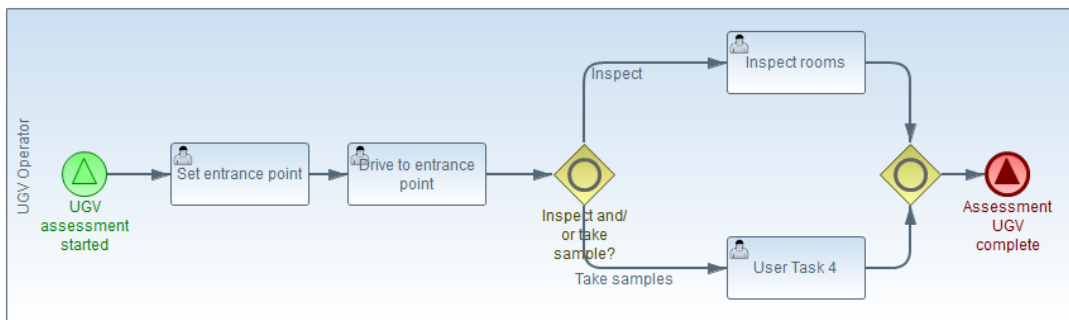 UGV Operator
UGV
assessment
started
Set entrance point
Drive to entrance
point
Inspect and/
or take
sample?
Inspect
Take samples
Inspect rooms
User Task 4
Assessment
UGV
complete